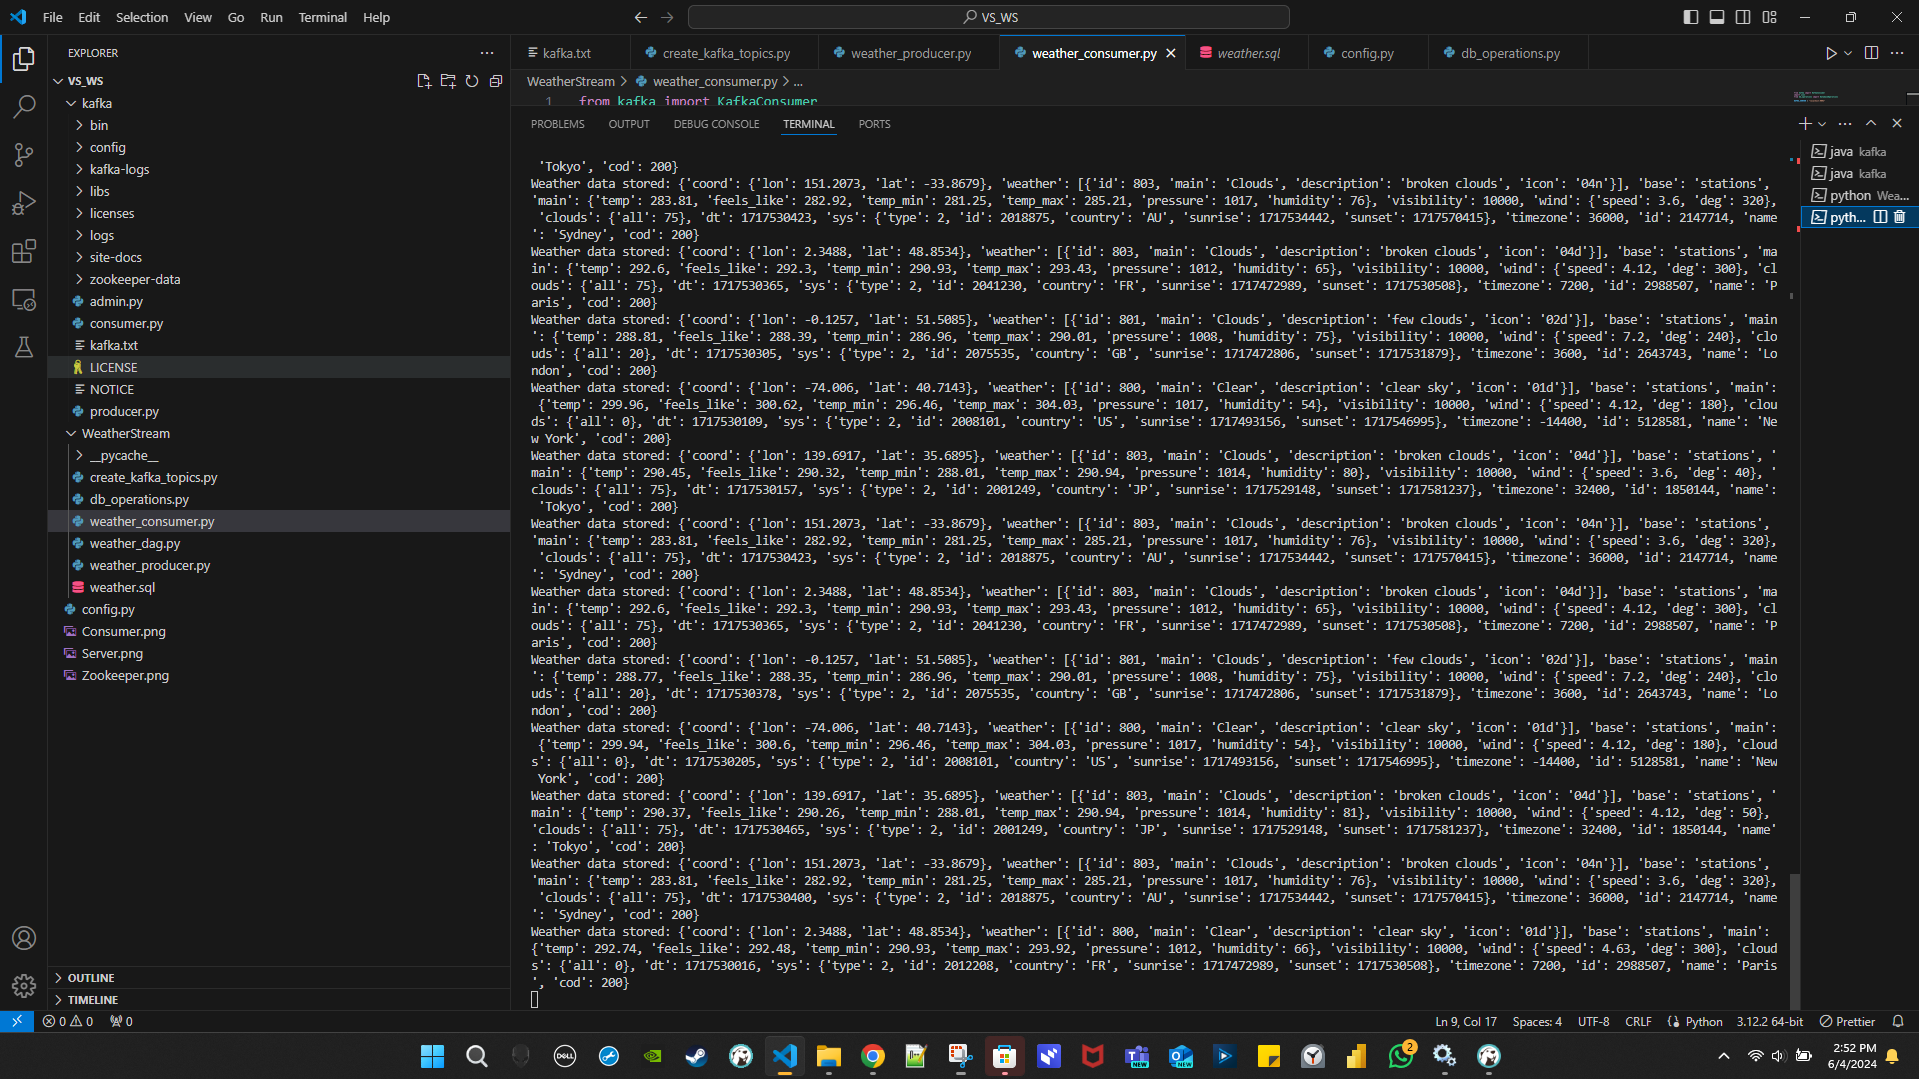 File Edit Selection View Go Run Terminal Help
VS_WS
EXPLORER
VS_WS
kafka
bin
config
kafka-logs
libs
licenses
logs
site-docs
zookeeper-data
admin.py
consumer.py
kafka.txt
LICENSE
NOTICE
producer.py
WeatherStream
__pycache__
create_kafka_topics.py
db_operations.py
weather_consumer.py
weather_dag.py
weather_producer.py
weather.sql
config.py
Consumer.png
Server.png
Zookeeper.png
OUTLINE
TIMELINE
kafka.txt create_kafka_topics.py weather_producer.py weather_consumer.py weather.sql config.py db_operations.py
WeatherStream > weather_consumer.py > ...
1 from kafka import KafkaConsumer
PROBLEMS OUTPUT DEBUG CONSOLE TERMINAL PORTS
java kafka
java kafka
python Wea...
pyth...
'Tokyo', 'cod': 200}
Weather data stored: {'coord': {'lon': 151.2073, 'lat': -33.8679}, 'weather': [{'id': 803, 'main': 'Clouds', 'description': 'broken clouds', 'icon': '04n'}], 'base': 'stations',
'main': {'temp': 283.81, 'feels_like': 282.92, 'temp_min': 281.25, 'temp_max': 285.21, 'pressure': 1017, 'humidity': 76}, 'visibility': 10000, 'wind': {'speed': 3.6, 'deg': 320},
'clouds': {'all': 75}, 'dt': 1717530423, 'sys': {'type': 2, 'id': 2018875, 'country': 'AU', 'sunrise': 1717534442, 'sunset': 1717570415}, 'timezone': 36000, 'id': 2147714, 'name
': 'Sydney', 'cod': 200}
Weather data stored: {'coord': {'lon': 2.3488, 'lat': 48.8534}, 'weather': [{'id': 803, 'main': 'Clouds', 'description': 'broken clouds', 'icon': '04d'}], 'base': 'stations', 'ma
in': {'temp': 292.6, 'feels_like': 292.3, 'temp_min': 290.93, 'temp_max': 293.43, 'pressure': 1012, 'humidity': 65}, 'visibility': 10000, 'wind': {'speed': 4.12, 'deg': 300}, 'cl
ouds': {'all': 75}, 'dt': 1717530365, 'sys': {'type': 2, 'id': 2041230, 'country': 'FR', 'sunrise': 1717472989, 'sunset': 1717530508}, 'timezone': 7200, 'id': 2988507, 'name': 'P
aris', 'cod': 200}
Weather data stored: {'coord': {'lon': -0.1257, 'lat': 51.5085}, 'weather': [{'id': 801, 'main': 'Clouds', 'description': 'few clouds', 'icon': '02d'}], 'base': 'stations', 'main
': {'temp': 288.81, 'feels_like': 288.39, 'temp_min': 286.96, 'temp_max': 290.01, 'pressure': 1008, 'humidity': 75}, 'visibility': 10000, 'wind': {'speed': 7.2, 'deg': 240}, 'clo
uds': {'all': 20}, 'dt': 1717530305, 'sys': {'type': 2, 'id': 2075535, 'country': 'GB', 'sunrise': 1717472806, 'sunset': 1717531879}, 'timezone': 3600, 'id': 2643743, 'name': 'Lo
ndon', 'cod': 200}
Weather data stored: {'coord': {'lon': -74.006, 'lat': 40.7143}, 'weather': [{'id': 800, 'main': 'Clear', 'description': 'clear sky', 'icon': '01d'}], 'base': 'stations', 'main':
{'temp': 299.96, 'feels_like': 300.62, 'temp_min': 296.46, 'temp_max': 304.03, 'pressure': 1017, 'humidity': 54}, 'visibility': 10000, 'wind': {'speed': 4.12, 'deg': 180}, 'clou
ds': {'all': 0}, 'dt': 1717530109, 'sys': {'type': 2, 'id': 2008101, 'country': 'US', 'sunrise': 1717493156, 'sunset': 1717546995}, 'timezone': -14400, 'id': 5128581, 'name': 'Ne
w York', 'cod': 200}
Weather data stored: {'coord': {'lon': 139.6917, 'lat': 35.6895}, 'weather': [{'id': 803, 'main': 'Clouds', 'description': 'broken clouds', 'icon': '04d'}], 'base': 'stations', '
main': {'temp': 290.45, 'feels_like': 290.32, 'temp_min': 288.01, 'temp_max': 290.94, 'pressure': 1014, 'humidity': 80}, 'visibility': 10000, 'wind': {'speed': 3.6, 'deg': 40}, '
clouds': {'all': 75}, 'dt': 1717530157, 'sys': {'type': 2, 'id': 2001249, 'country': 'JP', 'sunrise': 1717529148, 'sunset': 1717581237}, 'timezone': 32400, 'id': 1850144, 'name':
'Tokyo', 'cod': 200}
Weather data stored: {'coord': {'lon': 151.2073, 'lat': -33.8679}, 'weather': [{'id': 803, 'main': 'Clouds', 'description': 'broken clouds', 'icon': '04n'}], 'base': 'stations',
'main': {'temp': 283.81, 'feels_like': 282.92, 'temp_min': 281.25, 'temp_max': 285.21, 'pressure': 1017, 'humidity': 76}, 'visibility': 10000, 'wind': {'speed': 3.6, 'deg': 320},
'clouds': {'all': 75}, 'dt': 1717530423, 'sys': {'type': 2, 'id': 2018875, 'country': 'AU', 'sunrise': 1717534442, 'sunset': 1717570415}, 'timezone': 36000, 'id': 2147714, 'name
': 'Sydney', 'cod': 200}
Weather data stored: {'coord': {'lon': 2.3488, 'lat': 48.8534}, 'weather': [{'id': 803, 'main': 'Clouds', 'description': 'broken clouds', 'icon': '04d'}], 'base': 'stations', 'ma
in': {'temp': 292.6, 'feels_like': 292.3, 'temp_min': 290.93, 'temp_max': 293.43, 'pressure': 1012, 'humidity': 65}, 'visibility': 10000, 'wind': {'speed': 4.12, 'deg': 300}, 'cl
ouds': {'all': 75}, 'dt': 1717530365, 'sys': {'type': 2, 'id': 2041230, 'country': 'FR', 'sunrise': 1717472989, 'sunset': 1717530508}, 'timezone': 7200, 'id': 2988507, 'name': 'P
aris', 'cod': 200}
Weather data stored: {'coord': {'lon': -0.1257, 'lat': 51.5085}, 'weather': [{'id': 801, 'main': 'Clouds', 'description': 'few clouds', 'icon': '02d'}], 'base': 'stations', 'main
': {'temp': 288.77, 'feels_like': 288.35, 'temp_min': 286.96, 'temp_max': 290.01, 'pressure': 1008, 'humidity': 75}, 'visibility': 10000, 'wind': {'speed': 7.2, 'deg': 240}, 'clo
uds': {'all': 20}, 'dt': 1717530378, 'sys': {'type': 2, 'id': 2075535, 'country': 'GB', 'sunrise': 1717472806, 'sunset': 1717531879}, 'timezone': 3600, 'id': 2643743, 'name': 'Lo
ndon', 'cod': 200}
Weather data stored: {'coord': {'lon': -74.006, 'lat': 40.7143}, 'weather': [{'id': 800, 'main': 'Clear', 'description': 'clear sky', 'icon': '01d'}], 'base': 'stations', 'main':
{'temp': 299.94, 'feels_like': 300.6, 'temp_min': 296.46, 'temp_max': 304.03, 'pressure': 1017, 'humidity': 54}, 'visibility': 10000, 'wind': {'speed': 4.12, 'deg': 180}, 'cloud
s': {'all': 0}, 'dt': 1717530205, 'sys': {'type': 2, 'id': 2008101, 'country': 'US', 'sunrise': 1717493156, 'sunset': 1717546995}, 'timezone': -14400, 'id': 5128581, 'name': 'New
York', 'cod': 200}
Weather data stored: {'coord': {'lon': 139.6917, 'lat': 35.6895}, 'weather': [{'id': 803, 'main': 'Clouds', 'description': 'broken clouds', 'icon': '04d'}], 'base': 'stations', '
main': {'temp': 290.37, 'feels_like': 290.26, 'temp_min': 288.01, 'temp_max': 290.94, 'pressure': 1014, 'humidity': 81}, 'visibility': 10000, 'wind': {'speed': 4.12, 'deg': 50},
'clouds': {'all': 75}, 'dt': 1717530465, 'sys': {'type': 2, 'id': 2001249, 'country': 'JP', 'sunrise': 1717529148, 'sunset': 1717581237}, 'timezone': 32400, 'id': 1850144, 'name'
: 'Tokyo', 'cod': 200}
Weather data stored: {'coord': {'lon': 151.2073, 'lat': -33.8679}, 'weather': [{'id': 803, 'main': 'Clouds', 'description': 'broken clouds', 'icon': '04n'}], 'base': 'stations',
'main': {'temp': 283.81, 'feels_like': 282.92, 'temp_min': 281.25, 'temp_max': 285.21, 'pressure': 1017, 'humidity': 76}, 'visibility': 10000, 'wind': {'speed': 3.6, 'deg': 320},
'clouds': {'all': 75}, 'dt': 1717530400, 'sys': {'type': 2, 'id': 2018875, 'country': 'AU', 'sunrise': 1717534442, 'sunset': 1717570415}, 'timezone': 36000, 'id': 2147714, 'name
': 'Sydney', 'cod': 200}
Weather data stored: {'coord': {'lon': 2.3488, 'lat': 48.8534}, 'weather': [{'id': 800, 'main': 'Clear', 'description': 'clear sky', 'icon': '01d'}], 'base': 'stations', 'main':
{'temp': 292.74, 'feels_like': 292.48, 'temp_min': 290.93, 'temp_max': 293.92, 'pressure': 1012, 'humidity': 66}, 'visibility': 10000, 'wind': {'speed': 4.63, 'deg': 300}, 'cloud
s': {'all': 0}, 'dt': 1717530016, 'sys': {'type': 2, 'id': 2012208, 'country': 'FR', 'sunrise': 1717472989, 'sunset': 1717530508}, 'timezone': 7200, 'id': 2988507, 'name': 'Paris
', 'cod': 200}
0 0 0 Ln 9, Col 17 Spaces: 4 UTF-8 CRLF Python 3.12.2 64-bit Prettier
DELL NEW NEW 2
2:52 PM
6/4/2024